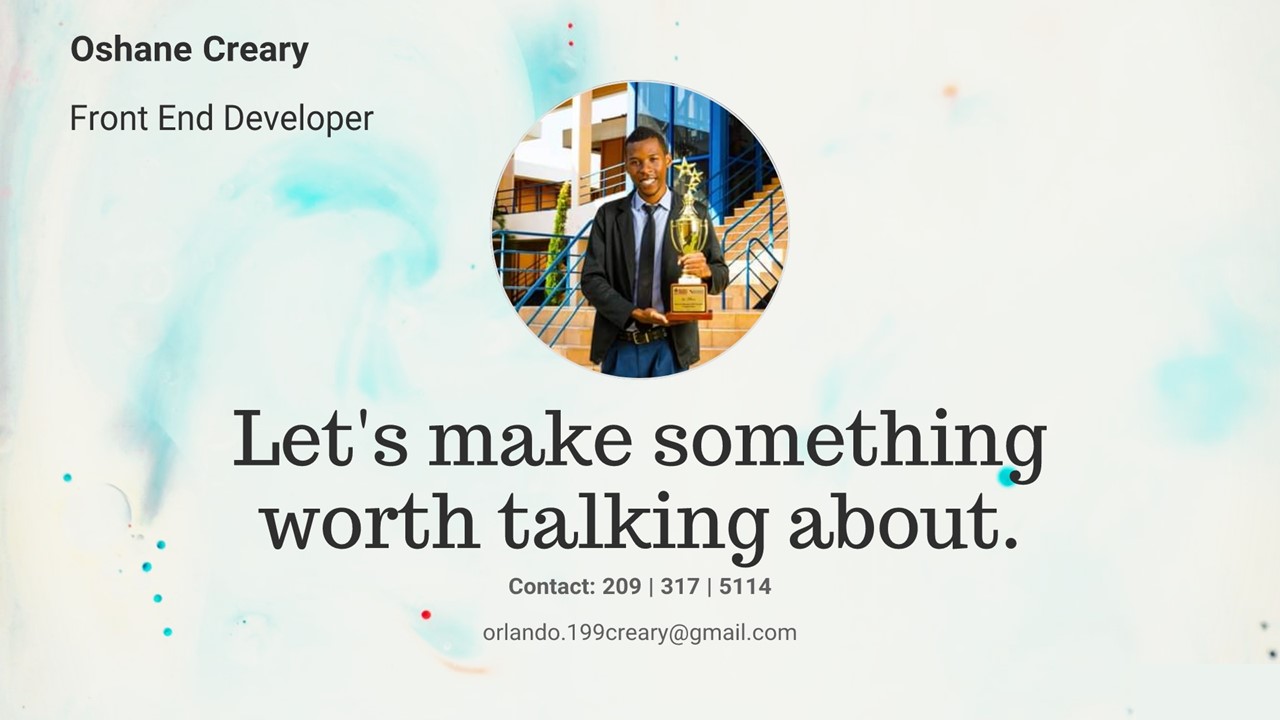 Oshane Creary
Front End Developer
Let's make something
worth talking about.
Contact: 209 | 317 | 5114
orlando.199creary@gmail.com